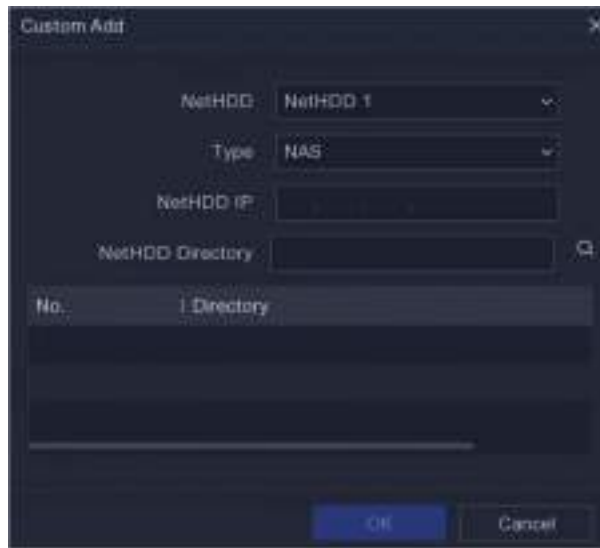 Custom Add ×
NetHDD NetHDD 1
Type NAS
NetHDD IP
NetHDD Directory
No. Directory
OK Cancel